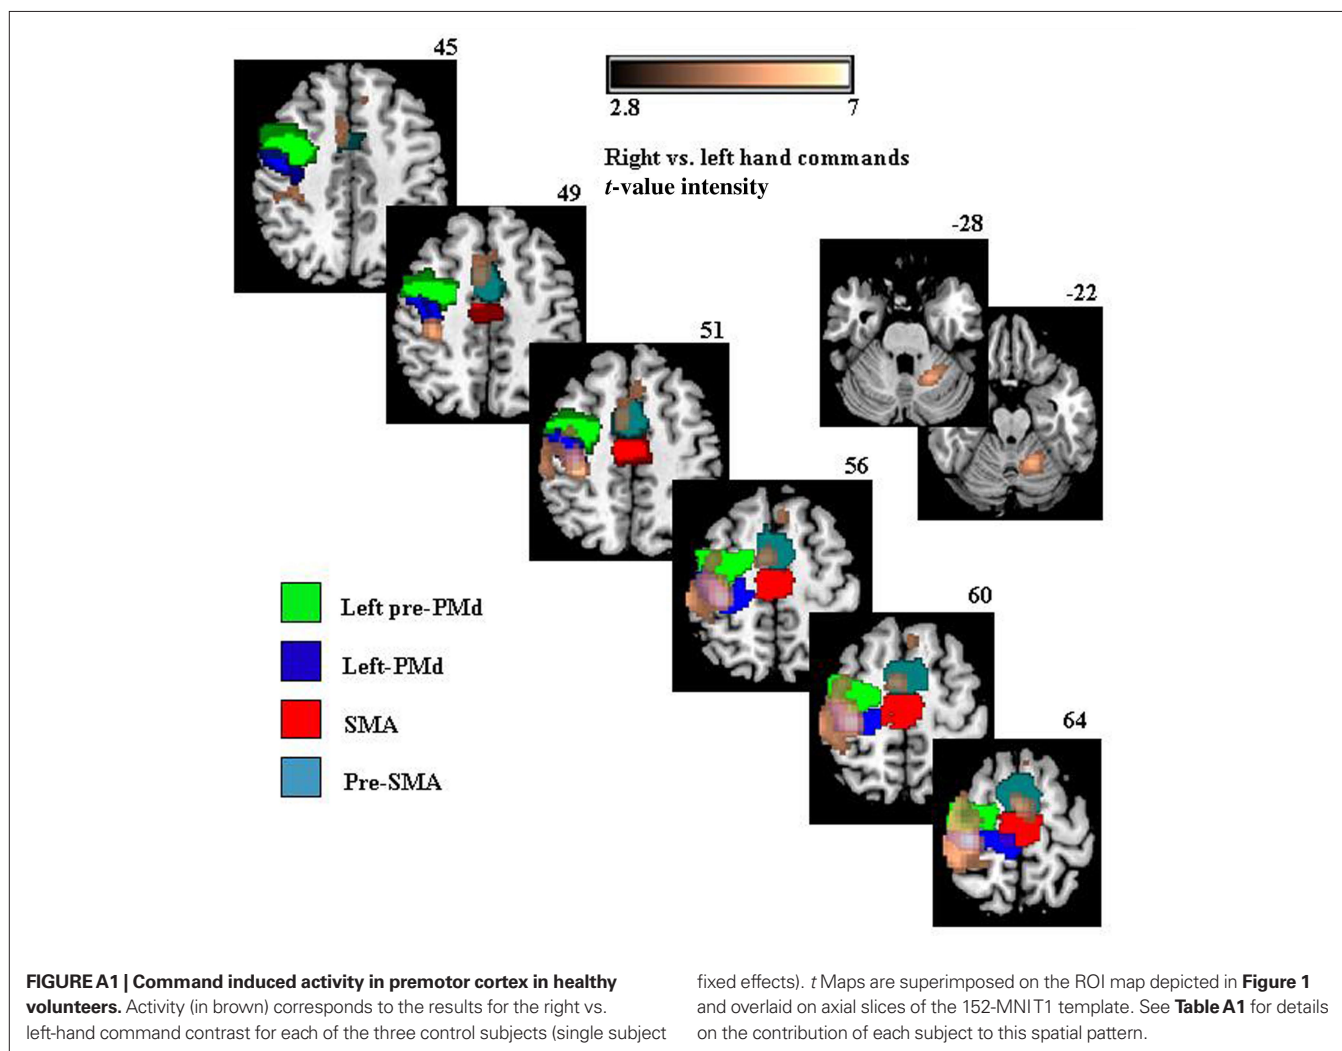 45
2.8 7
Right vs. left hand commands
t-value intensity
49
-28
-22
51
56
60
64
Left pre-PMd
Left-PMd
SMA
Pre-SMA
FIGURE A1 | Command induced activity in premotor cortex in healthy
volunteers. Activity (in brown) corresponds to the results for the right vs.
left-hand command contrast for each of the three control subjects (single subject
fixed effects). t Maps are superimposed on the ROI map depicted in Figure 1
and overlaid on axial slices of the 152-MNI T1 template. See Table A1 for details
on the contribution of each subject to this spatial pattern.